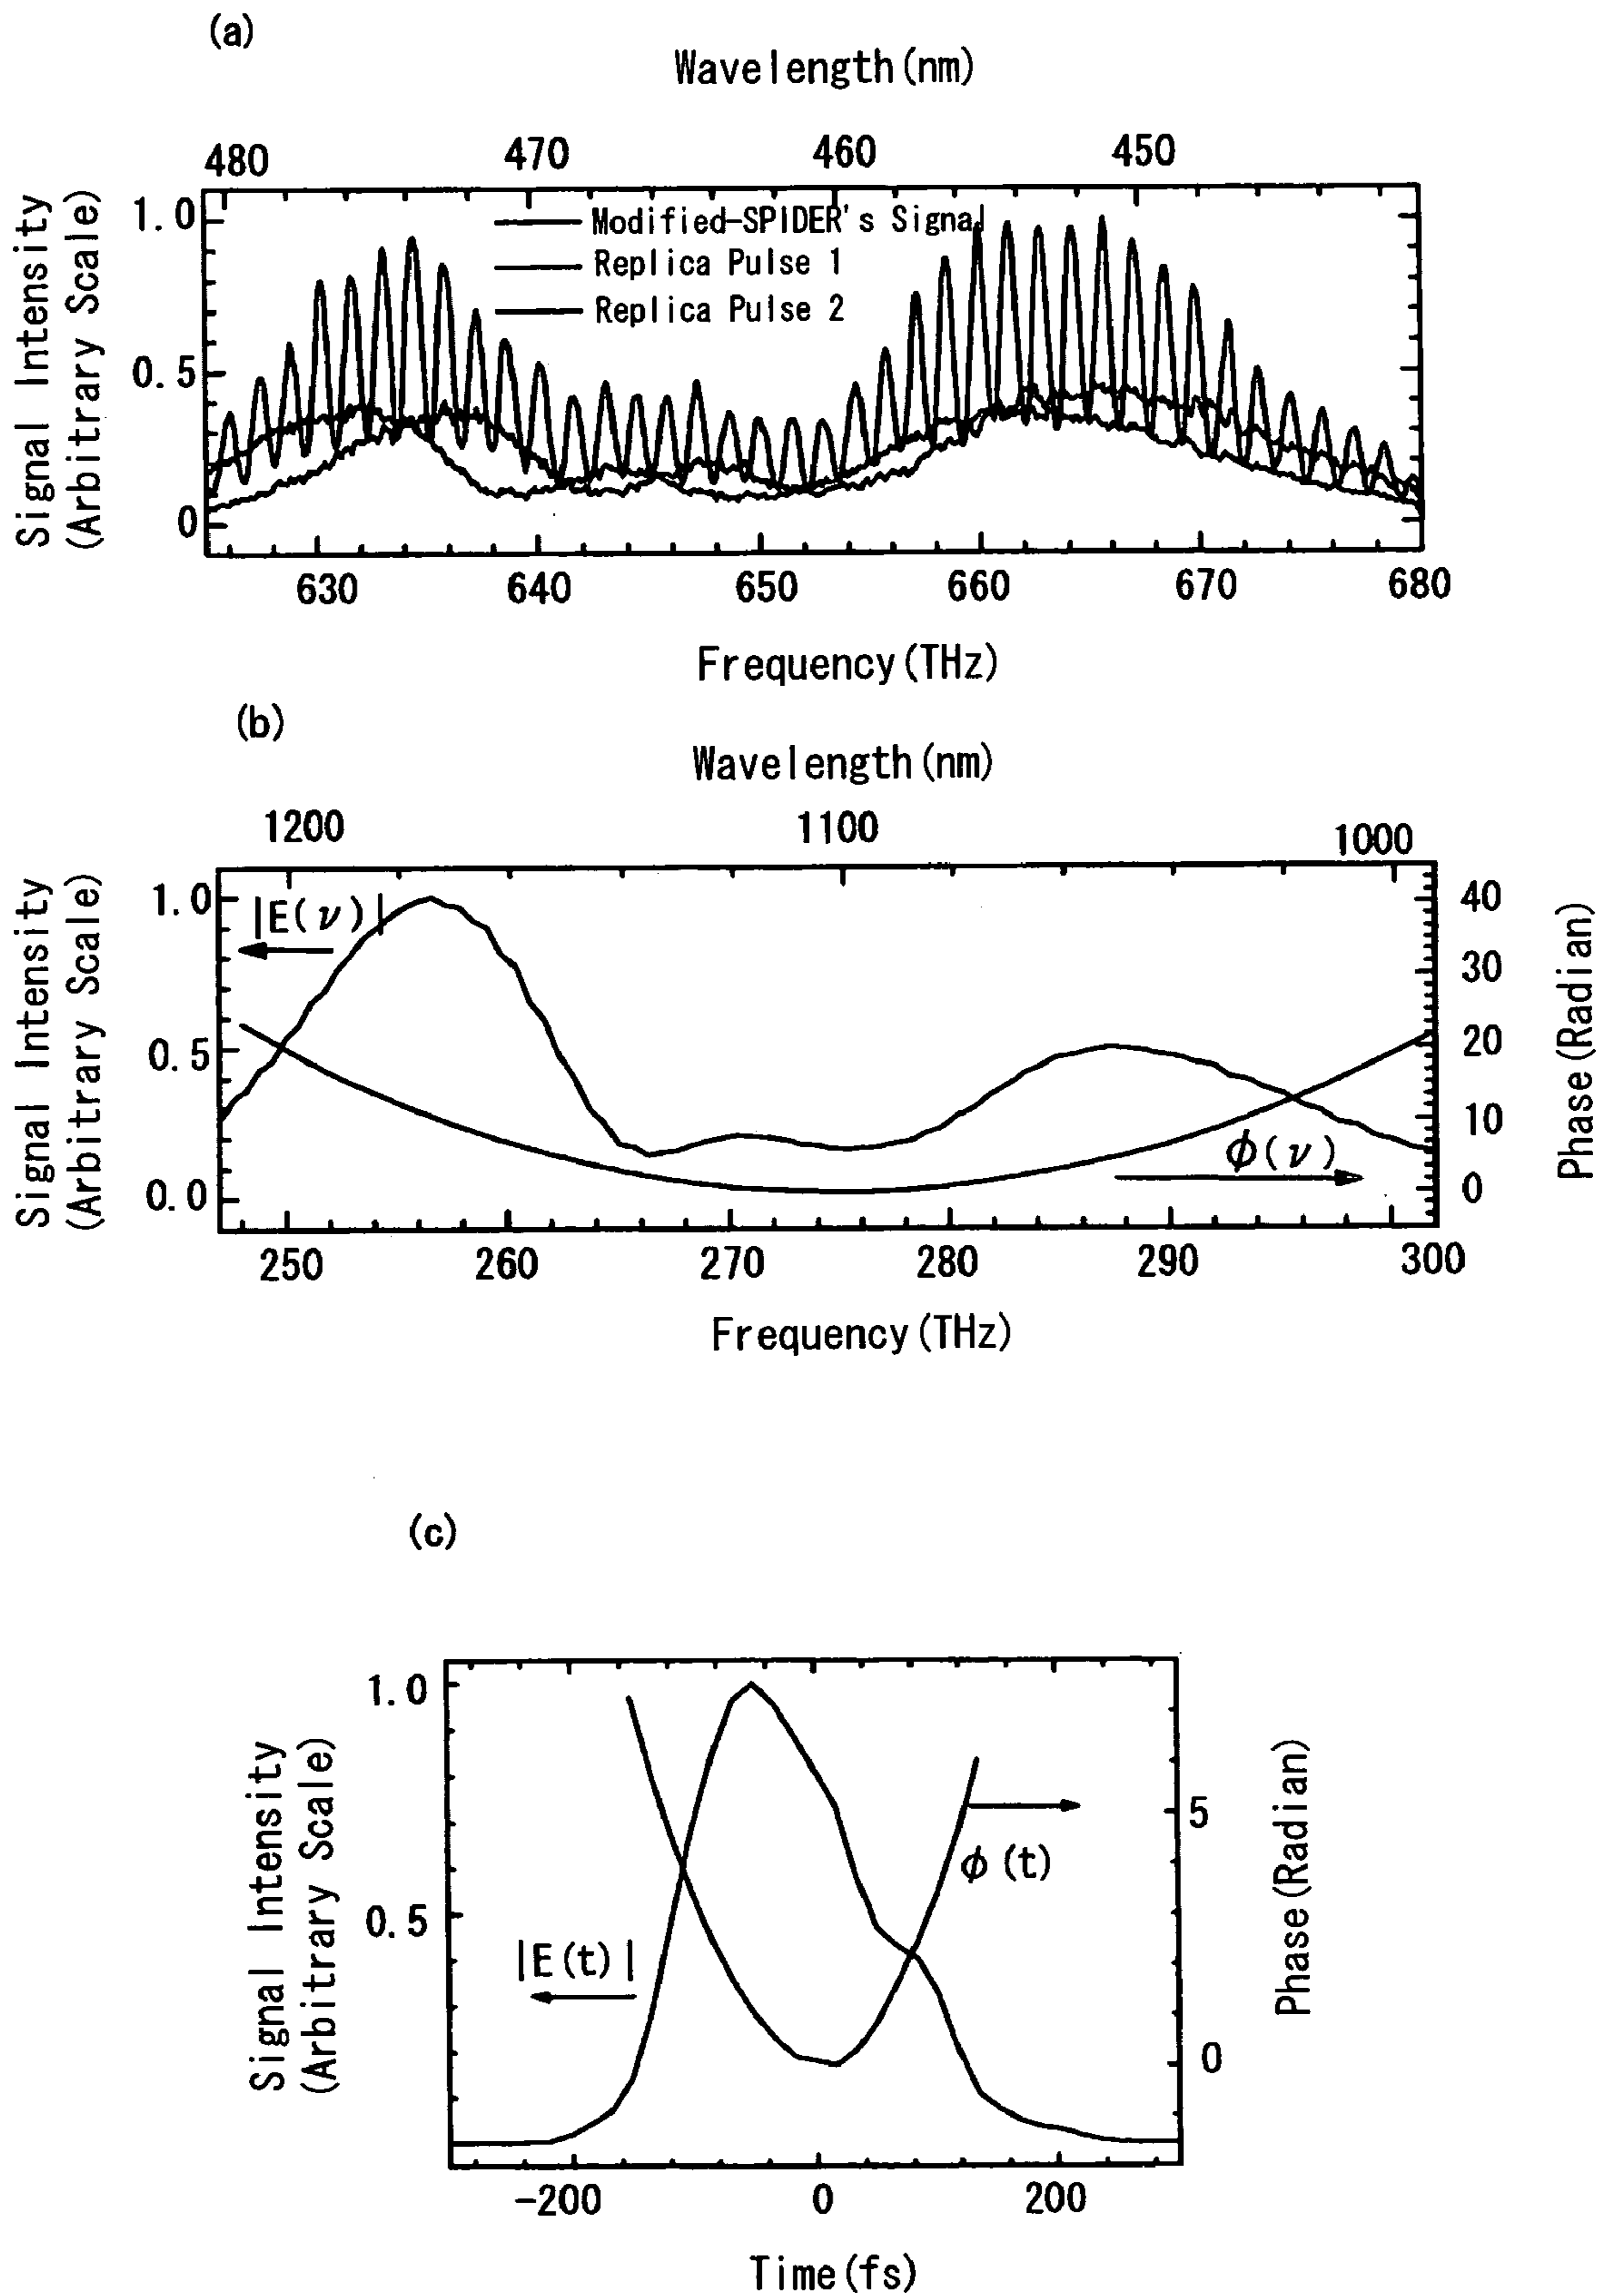 (a)
Wavelength(nm)
480 470 460 450
Signal Intensity
(Arbitrary Scale)
1.0
0.5
0
Modified-SPIDER's Signal
Replica Pulse 1
Replica Pulse 2
630 640 650 660 670 680
Frequency(THz)
(b)
Wavelength(nm)
1200 1100 1000
Signal Intensity
(Arbitrary Scale)
1.0
0.5
0.0
|E(ν)|
φ(ν)
40
30
20
10
0
Phase(Radian)
250 260 270 280 290 300
Frequency(THz)
(c)
Signal Intensity
(Arbitrary Scale)
1.0
0.5
|E(t)|
φ(t)
5
0
Phase(Radian)
-200 0 200
Time(fs)